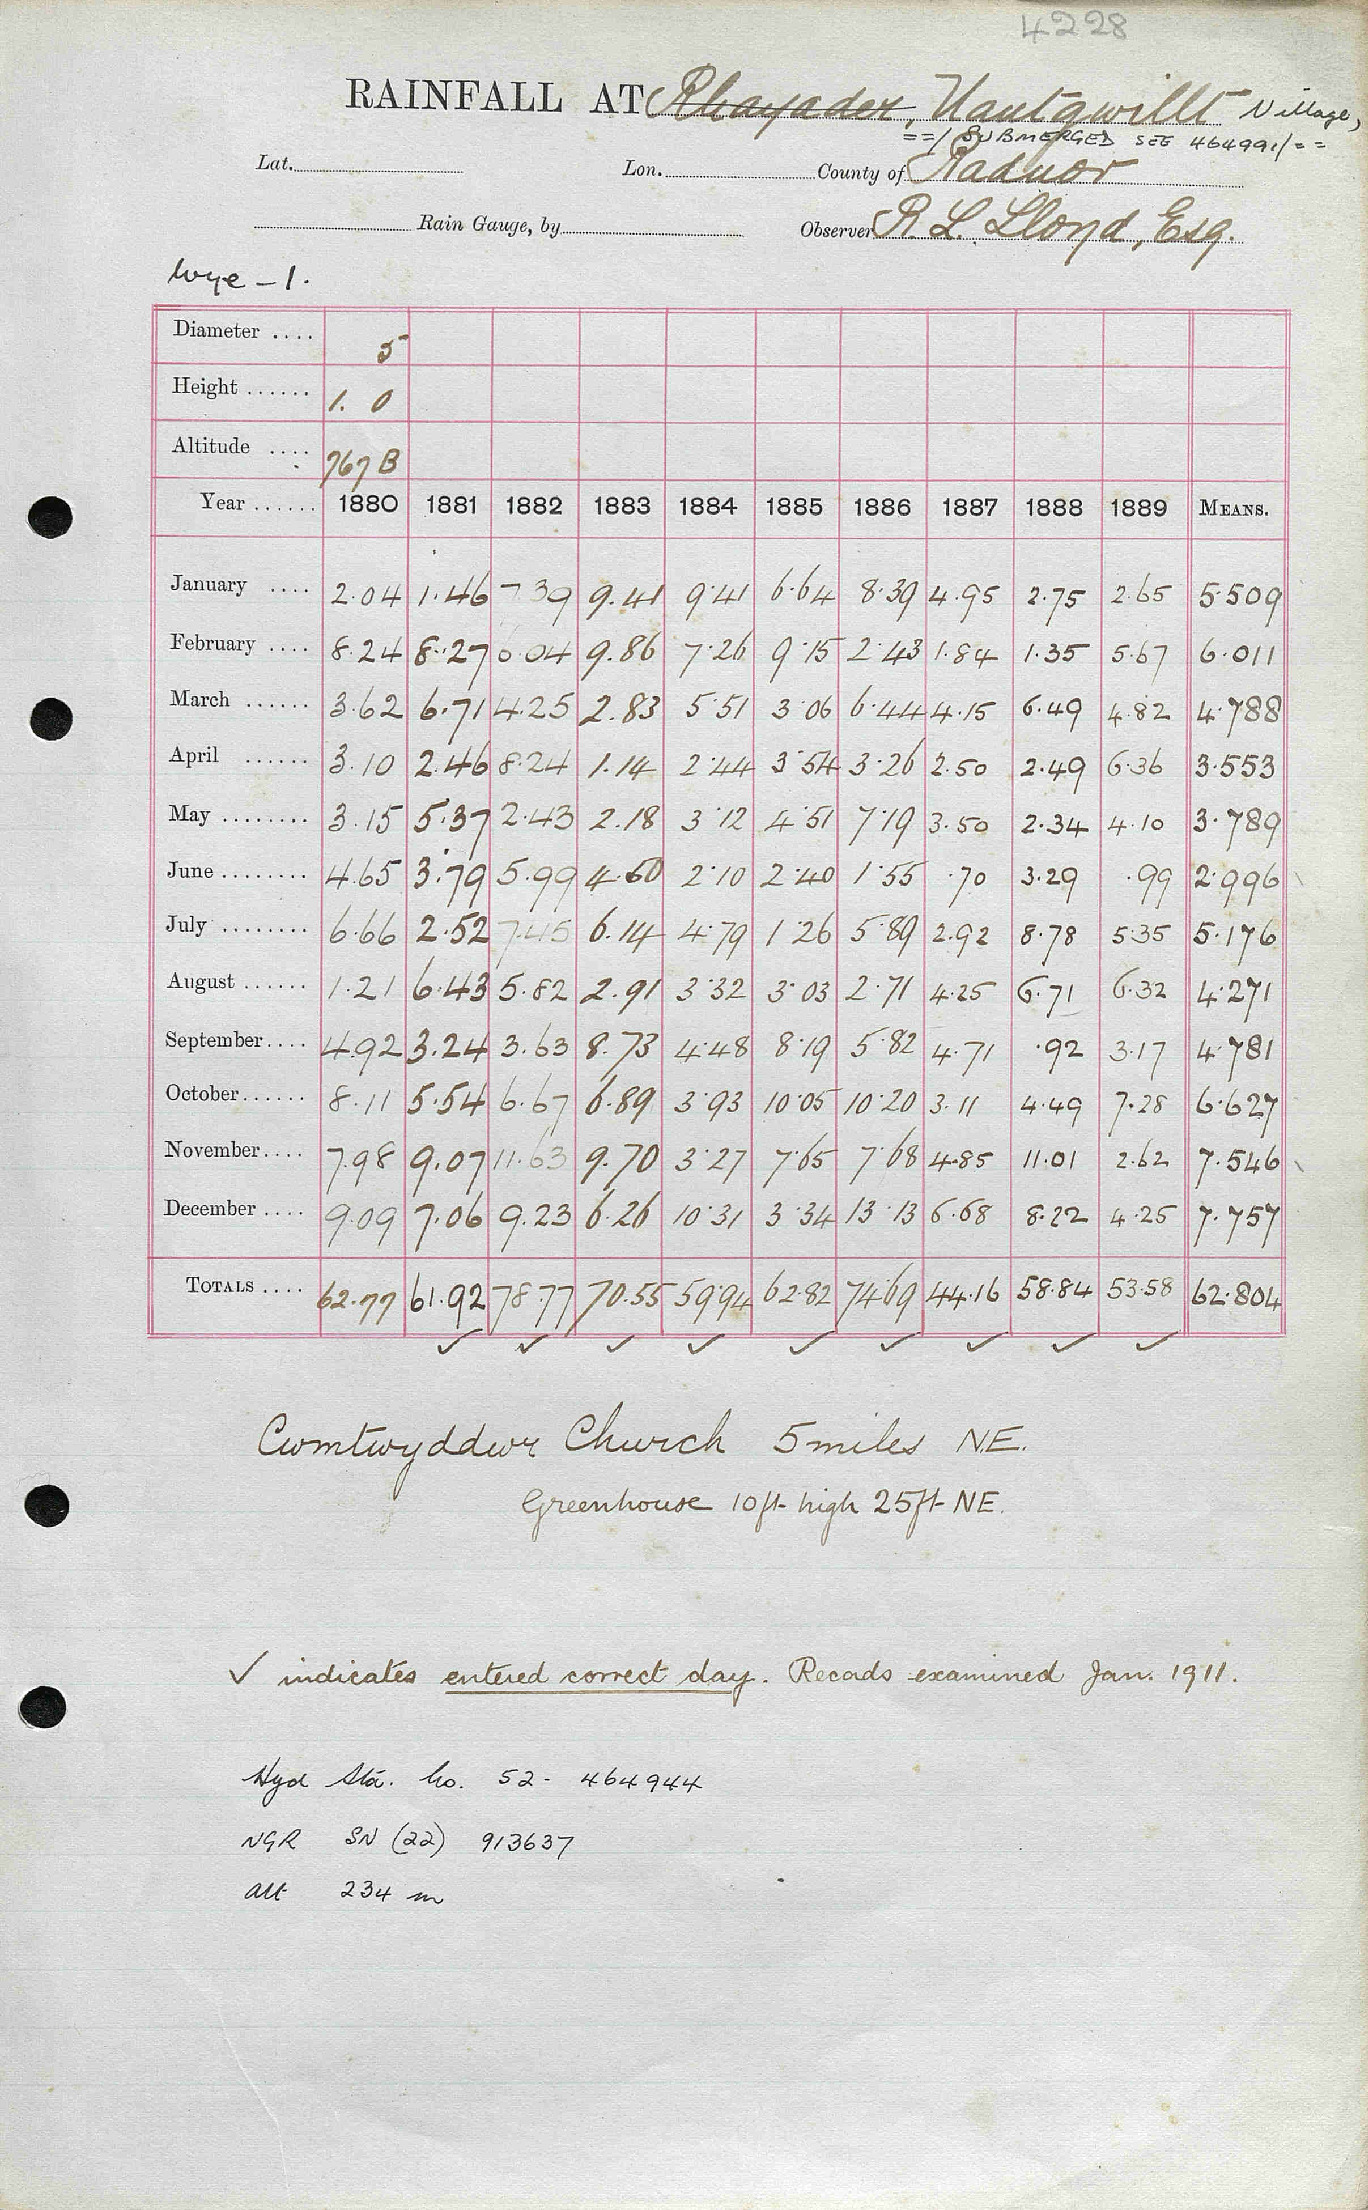 4228
RAINFALL AT Rhayader, Nantgwillt Village,
==/ SUBMERGED SEE 464991/==
Lat. Lon. County of Radnor
Rain Gauge, by Observer R. L. Lloyd, Esq.
Wye - 1.
Diameter .... 5
Height ...... 1. 0
Altitude .... 767 B
Year ...... 1880 1881 1882 1883 1884 1885 1886 1887 1888 1889 MEANS.
January .... 2.04 1.46 7.39 9.41 9.41 6.64 8.39 4.95 2.75 2.65 5.509
February .... 8.24 8.27 6.04 9.86 7.26 9.15 2.43 1.84 1.35 5.67 6.011
March ...... 3.62 6.71 4.25 2.83 5.51 3.06 6.44 4.15 6.49 4.82 4.788
April ...... 3.10 2.46 8.24 1.14 2.44 3.54 3.26 2.50 2.49 6.36 3.553
May ........ 3.15 5.37 2.43 2.18 3.12 4.51 7.19 3.50 2.34 4.10 3.789
June ........ 4.65 3.79 5.99 4.50 2.10 2.40 1.55 .70 3.29 .99 2.996
July ........ 6.66 2.52 7.45 6.14 4.79 1.26 5.89 2.92 8.78 5.35 5.176
August ...... 1.21 6.43 5.82 2.91 3.32 3.03 2.71 4.25 6.71 6.32 4.271
September .... 4.92 3.24 3.63 8.73 4.48 8.19 5.82 4.71 .92 3.17 4.781
October ...... 8.11 5.54 6.67 6.89 3.93 10.05 10.20 3.11 4.49 7.28 6.627
November .... 7.98 9.07 11.63 9.70 3.27 7.65 7.68 4.85 11.01 2.62 7.546
December .... 9.09 7.06 9.23 6.26 10.31 3.34 13.13 6.68 8.22 4.25 7.757
TOTALS .... 62.77 61.92 78.77 70.55 59.94 62.82 74.69 44.16 58.84 53.58 62.804
✓ ✓ ✓ ✓ ✓ ✓ ✓ ✓ ✓
Cwmtwyddwr Church 5 miles N.E.
Greenhouse 10ft high 25ft NE.
✓ indicates entered correct day. Records examined Jan. 1911.
Hyd Sta. No. 52- 464944
NGR SN (22) 913637
alt 234 m